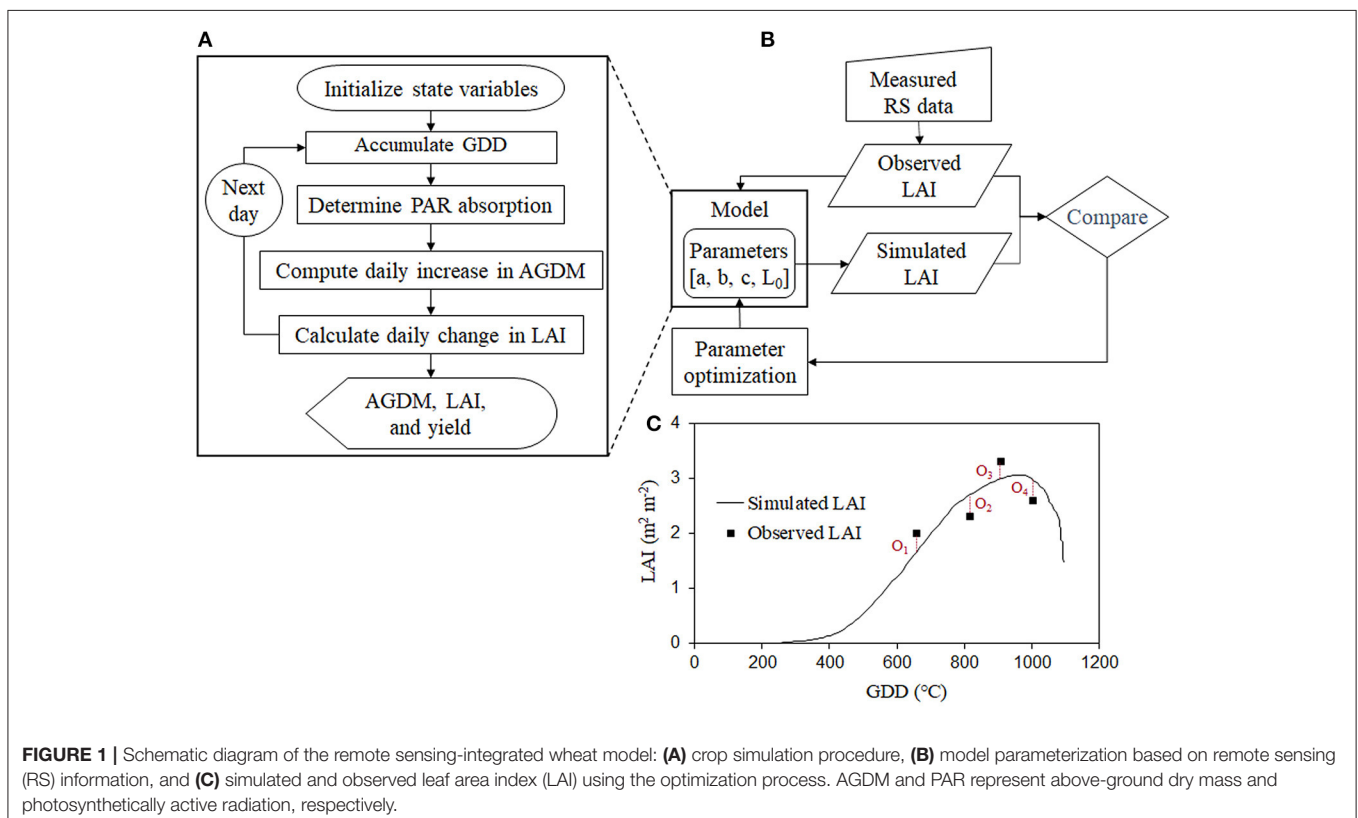 A
Initialize state variables
Accumulate GDD
Next
day
Determine PAR absorption
Compute daily increase in AGDM
Calculate daily change in LAI
AGDM, LAI,
and yield
B
Measured
RS data
Observed
LAI
Model
Parameters
[a, b, c, L₀]
Simulated
LAI
Compare
Parameter
optimization
C
4
3
2
1
0
LAI (m² m⁻²)
Simulated LAI
Observed LAI
O₁
O₂
O₃
O₄
0 200 400 600 800 1000 1200
GDD (°C)
FIGURE 1 | Schematic diagram of the remote sensing-integrated wheat model: (A) crop simulation procedure, (B) model parameterization based on remote sensing
(RS) information, and (C) simulated and observed leaf area index (LAI) using the optimization process. AGDM and PAR represent above-ground dry mass and
photosynthetically active radiation, respectively.